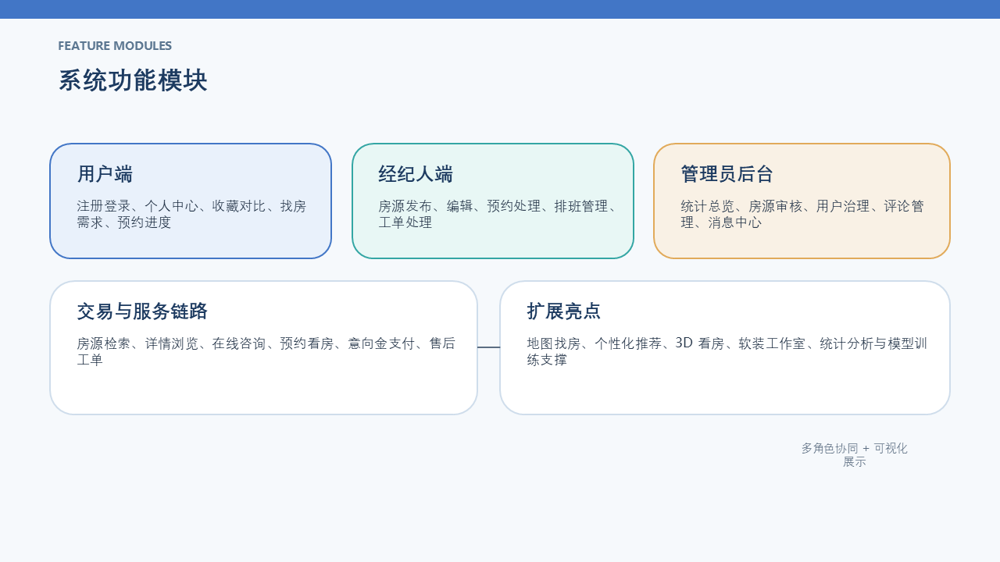 FEATURE MODULES
系统功能模块
用户端
注册登录、个人中心、收藏对比、找房
需求、预约进度
经纪人端
房源发布、编辑、预约处理、排班管理、
工单处理
管理员后台
统计总览、房源审核、用户治理、评论管
理、消息中心
交易与服务链路
房源检索、详情浏览、在线咨询、预约看房、意向金支付、售后
工单
扩展亮点
地图找房、个性化推荐、3D 看房、软装工作室、统计分析与模型训
练支撑
多角色协同 + 可视化
展示